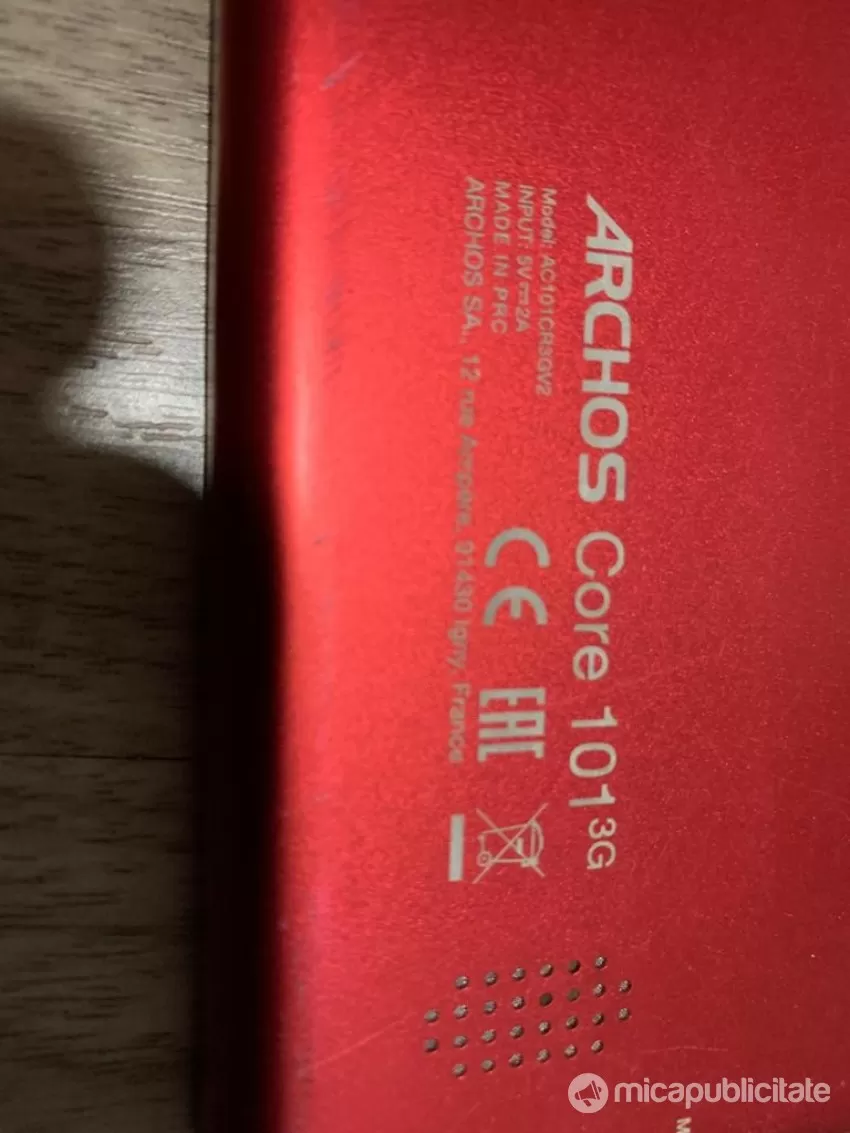 ARCHOS Core 101 3G
Model: AC101CR3GV2
INPUT: 5V⎓2A
MADE IN PRC
ARCHOS SA., 12 rue Ampère, 91430 Igny, France
CE
EAC
micapublicitate
M